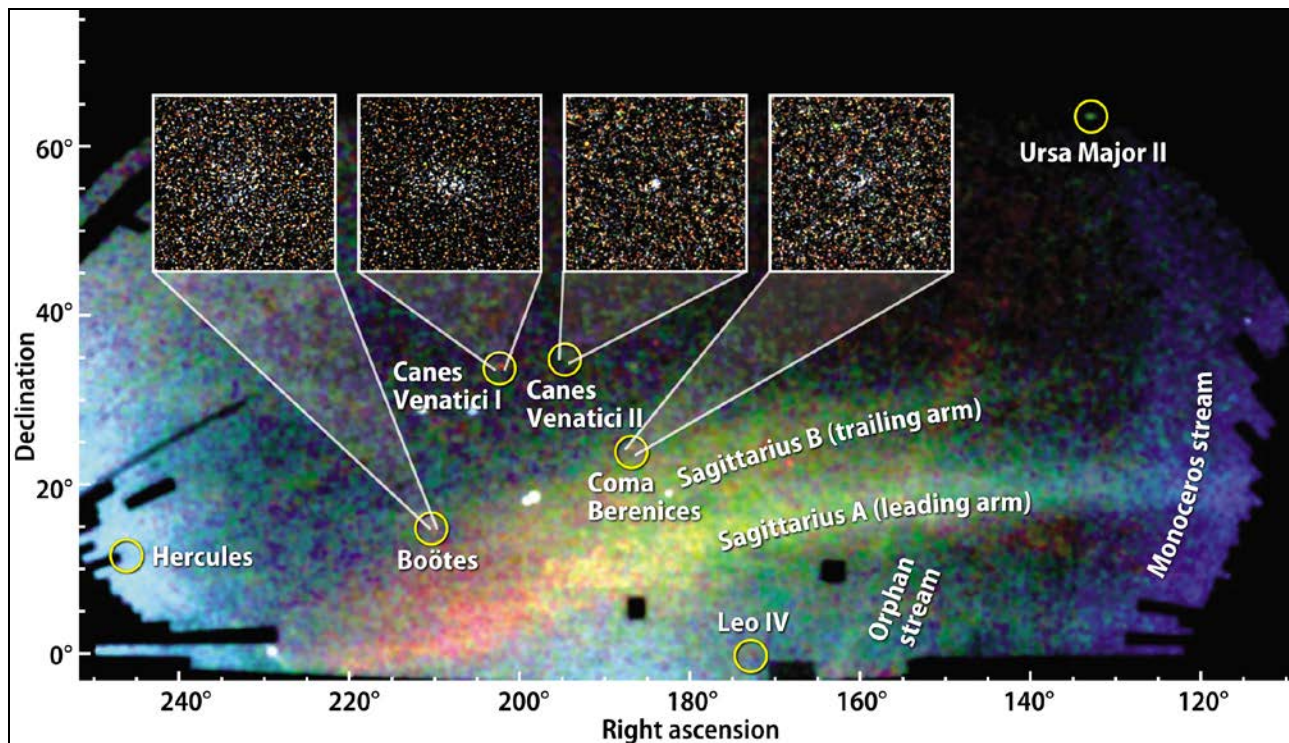 60°
Ursa Major II
40°
Canes
Venatici I
Canes
Venatici II
Declination
Sagittarius B (trailing arm)
20°
Coma
Berenices
Sagittarius A (leading arm)
Monoceros stream
Hercules
Boötes
Orphan
stream
Leo IV
0°
240°
220°
200°
180°
160°
140°
120°
Right ascension